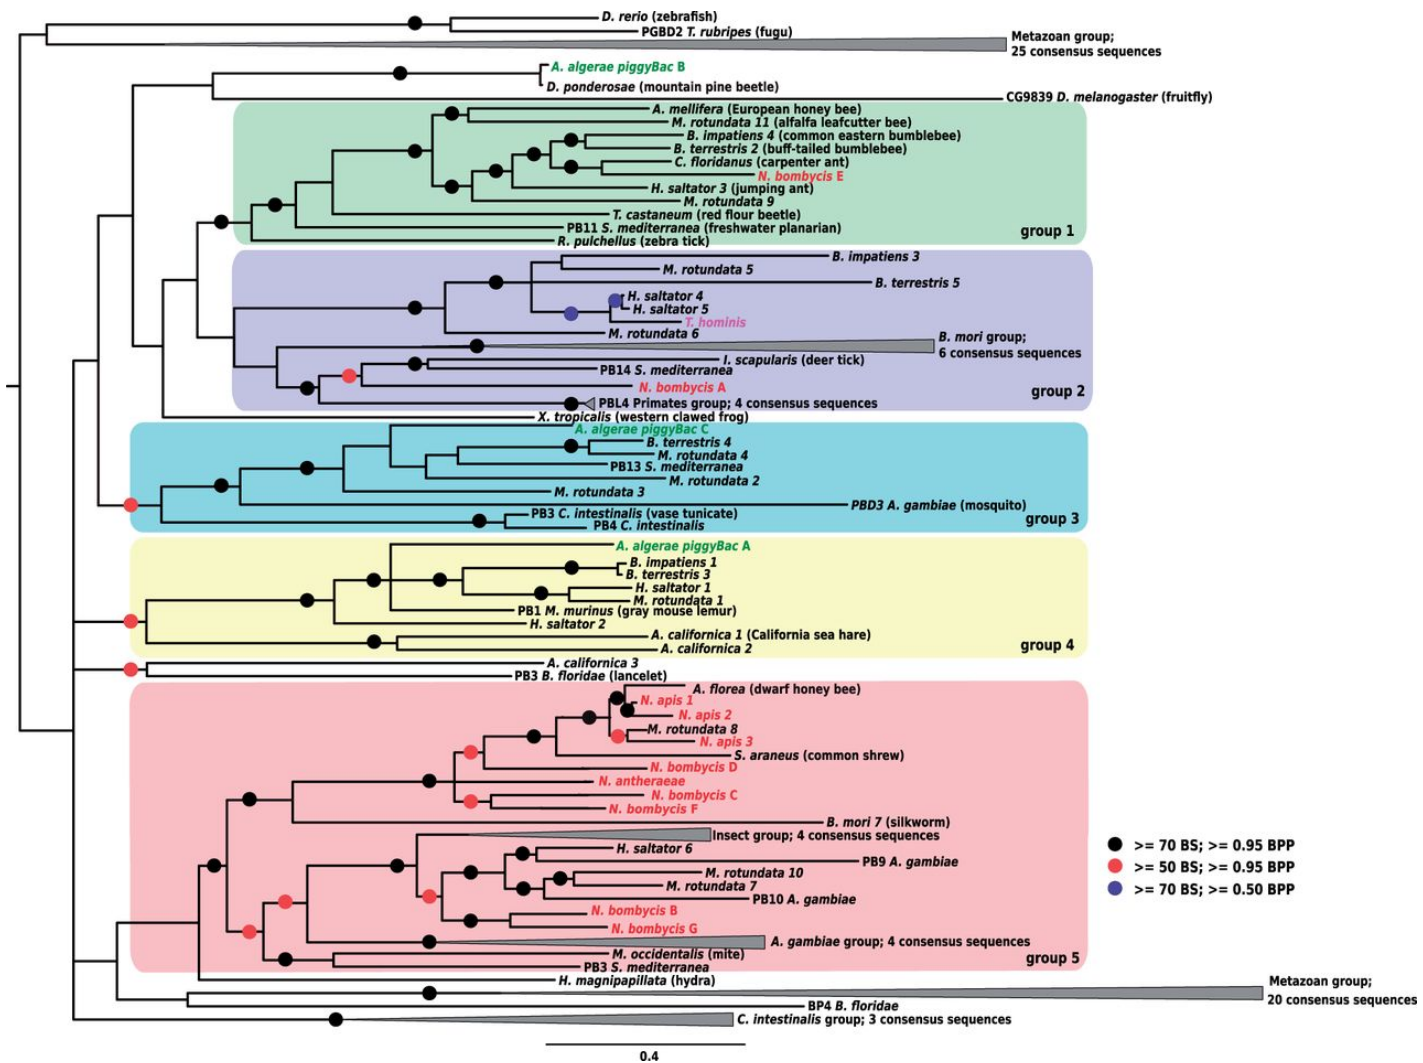 D. rerio (zebrafish)
PGBD2 T. rubripes (fugu)
Metazoan group;
25 consensus sequences
A. algerae piggyBac B
D. ponderosae (mountain pine beetle)
CG9839 D. melanogaster (fruitfly)
A. mellifera (European honey bee)
M. rotundata 11 (alfalfa leafcutter bee)
B. impatiens 4 (common eastern bumblebee)
B. terrestris 2 (buff-tailed bumblebee)
C. floridanus (carpenter ant)
N. bombycis E
H. saltator 3 (jumping ant)
M. rotundata 9
T. castaneum (red flour beetle)
PB11 S. mediterranea (freshwater planarian)
group 1
R. pulchellus (zebra tick)
B. impatiens 3
M. rotundata 5
B. terrestris 5
H. saltator 4
H. saltator 5
T. hominis
M. rotundata 6
B. mori group;
6 consensus sequences
I. scapularis (deer tick)
PB14 S. mediterranea
N. bombycis A
group 2
PBL4 Primates group; 4 consensus sequences
X. tropicalis (western clawed frog)
A. algerae piggyBac C
B. terrestris 4
M. rotundata 4
PB13 S. mediterranea
M. rotundata 2
M. rotundata 3
PBD3 A. gambiae (mosquito)
PB3 C. intestinalis (vase tunicate)
group 3
PB4 C. intestinalis
A. algerae piggyBac A
B. impatiens 1
B. terrestris 3
H. saltator 1
M. rotundata 1
PB1 M. murinus (gray mouse lemur)
H. saltator 2
A. californica 1 (California sea hare)
group 4
A. californica 2
A. californica 3
PB3 B. floridae (lancelet)
A. florea (dwarf honey bee)
N. apis 1
N. apis 2
M. rotundata 8
N. apis 3
S. araneus (common shrew)
N. bombycis D
N. antheraeae
N. bombycis C
N. bombycis F
B. mori 7 (silkworm)
Insect group; 4 consensus sequences
H. saltator 6
PB9 A. gambiae
M. rotundata 10
M. rotundata 7
PB10 A. gambiae
N. bombycis B
N. bombycis G
A. gambiae group; 4 consensus sequences
M. occidentalis (mite)
group 5
PB3 S. mediterranea
H. magnipapillata (hydra)
Metazoan group;
20 consensus sequences
BP4 B. floridae
C. intestinalis group; 3 consensus sequences
0.4
>= 70 BS; >= 0.95 BPP
>= 50 BS; >= 0.95 BPP
>= 70 BS; >= 0.50 BPP